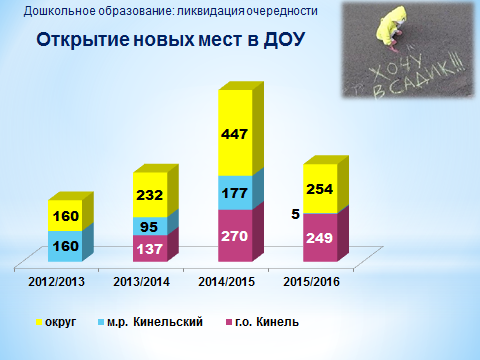 Дошкольное образование: ликвидация очередности
Открытие новых мест в ДОУ
ХОЧУ
В САДИК!!!
447
232
177
254
160
5
95
160
270
249
137
2012/2013
2013/2014
2014/2015
2015/2016
округ
м.р. Кинельский
г.о. Кинель